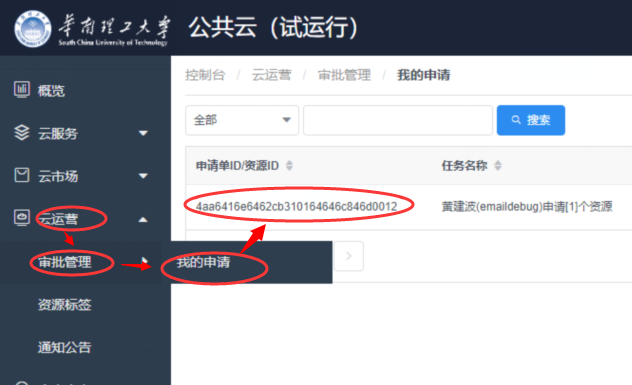 华南理工大学
South China University of Technology
公共云（试运行）
控制台 / 云运营 / 审批管理 / 我的申请
概览
云服务
云市场
云运营
审批管理
我的申请
资源标签
通知公告
全部
搜索
申请单ID/资源ID
任务名称
4aa6416e6462cb310164646c846d0012
黄建波(emaildebug)申请[1]个资源